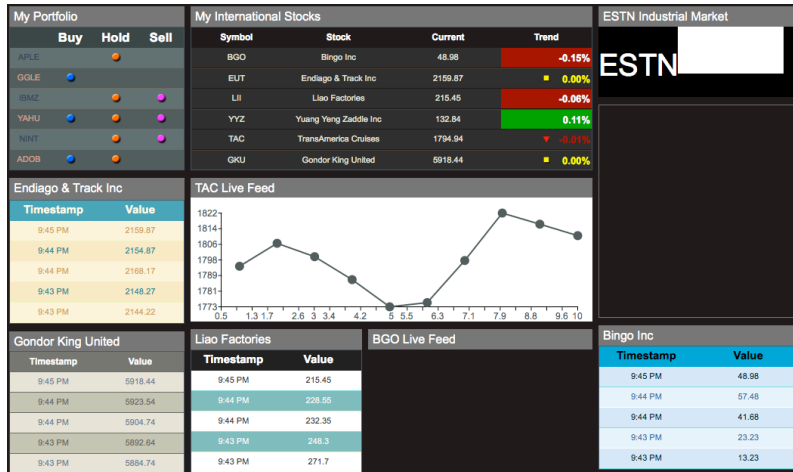 My Portfolio
Buy Hold Sell
APLE
GGLE
IBMZ
YAHU
NINT
ADOB
My International Stocks
Symbol Stock Current Trend
BGO Bingo Inc 48.98 -0.15%
EUT Endiago & Track Inc 2159.87 0.00%
LII Liao Factories 215.45 -0.06%
YYZ Yuang Yeng Zaddle Inc 132.84 0.11%
TAC TransAmerica Cruises 1794.94 -0.01%
GKU Gondor King United 5918.44 0.00%
ESTN Industrial Market
ESTN
Endiago & Track Inc
Timestamp Value
9:45 PM 2159.87
9:44 PM 2154.87
9:44 PM 2168.17
9:43 PM 2148.27
9:43 PM 2144.22
TAC Live Feed
1822
1814
1806
1798
1789
1781
1773
0.5 1.3 1.7 2.6 3 3.4 4.2 5 5.5 6.3 7.1 7.9 8.8 9.6 10
Gondor King United
Timestamp Value
9:45 PM 5918.44
9:44 PM 5923.54
9:44 PM 5904.74
9:43 PM 5892.64
9:43 PM 5884.74
Liao Factories
Timestamp Value
9:45 PM 215.45
9:44 PM 228.55
9:44 PM 232.35
9:43 PM 248.3
9:43 PM 271.7
BGO Live Feed
Bingo Inc
Timestamp Value
9:45 PM 48.98
9:44 PM 57.48
9:44 PM 41.68
9:43 PM 23.23
9:43 PM 13.23